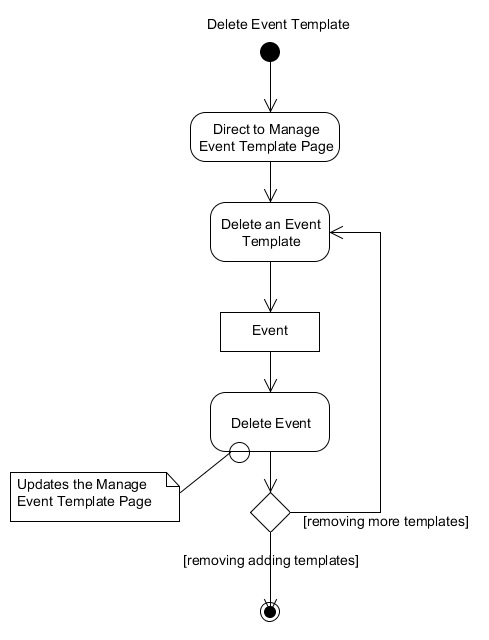 Delete Event Template
Direct to Manage
Event Template Page
Delete an Event
Template
Event
Delete Event
Updates the Manage
Event Template Page
[removing more templates]
[removing adding templates]